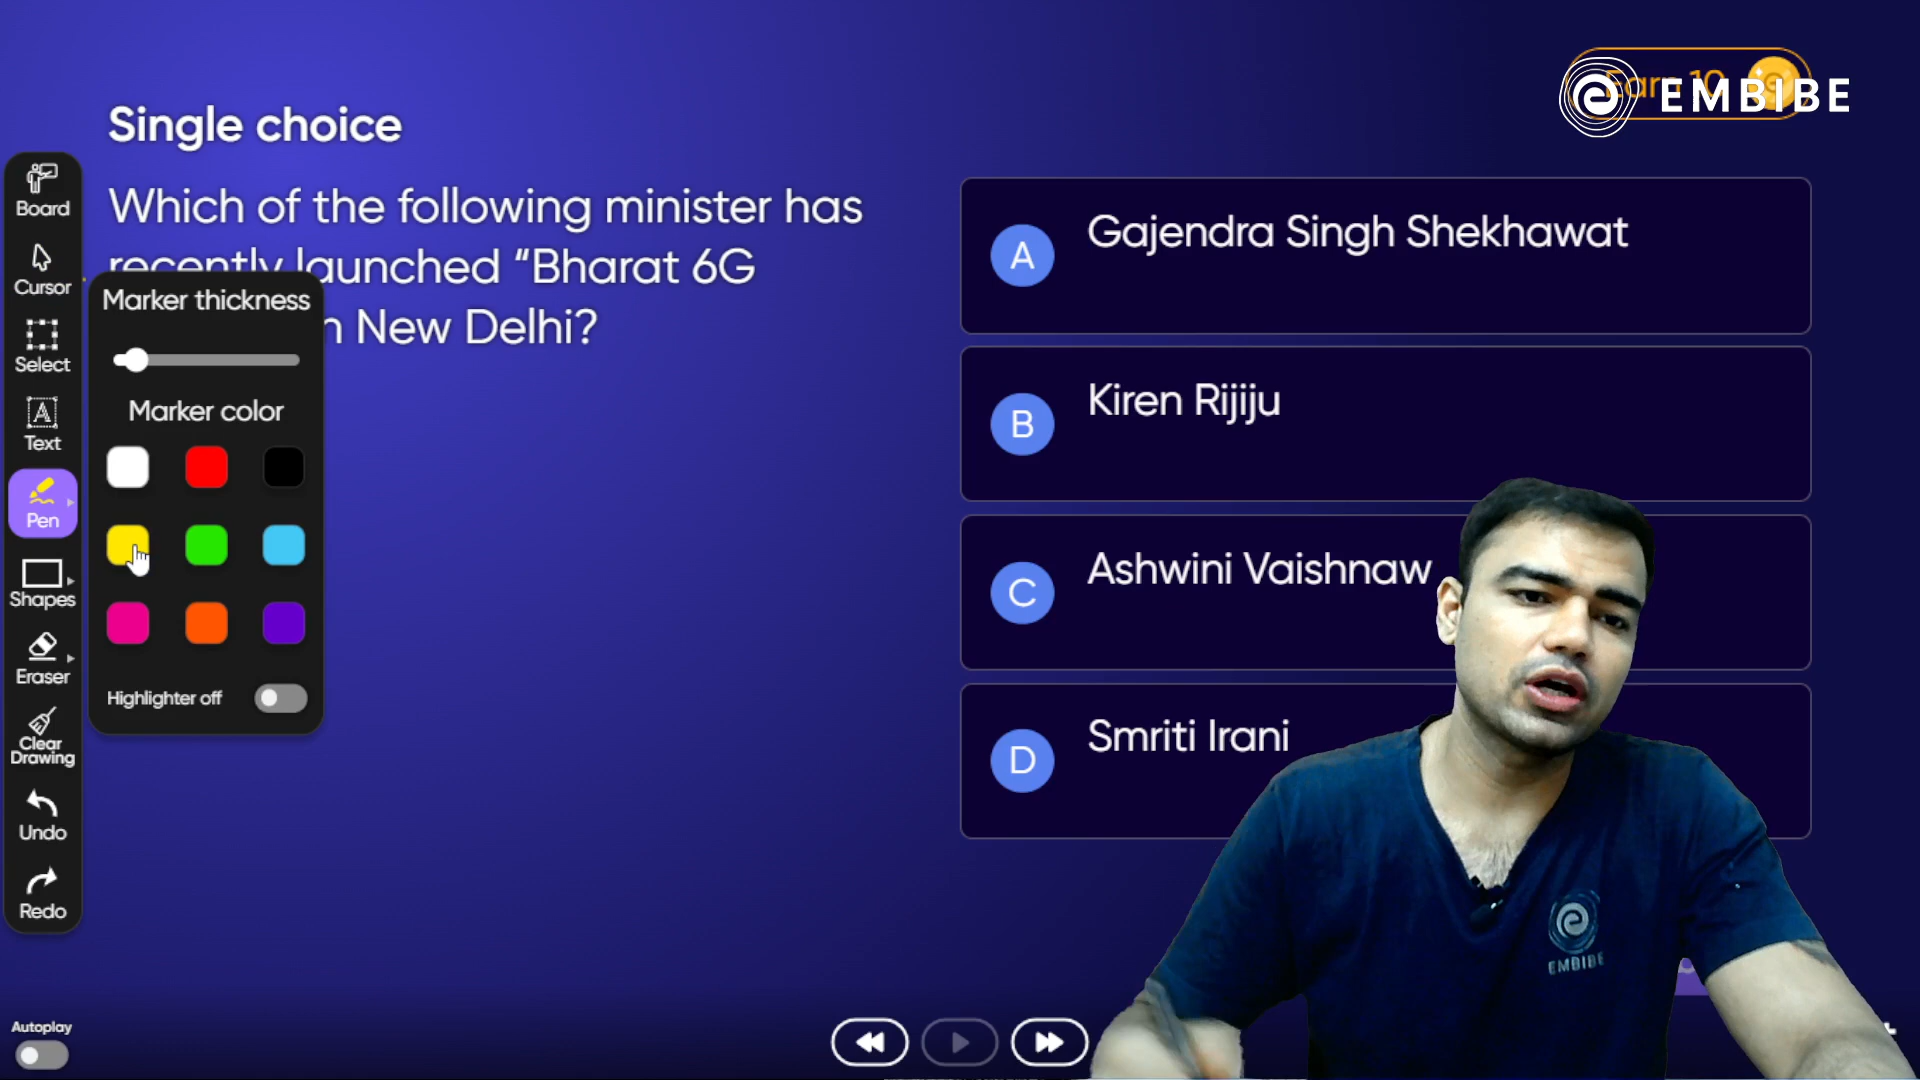 EMBIBE
Single choice
Which of the following minister has
recently launched “Bharat 6G
n New Delhi?
A
Gajendra Singh Shekhawat
B
Kiren Rijiju
C
Ashwini Vaishnaw
D
Smriti Irani
Board
Cursor
Select
Text
Pen
Shapes
Eraser
Clear
Drawing
Undo
Redo
Marker thickness
Marker color
Highlighter off
Autoplay
EMBIBE